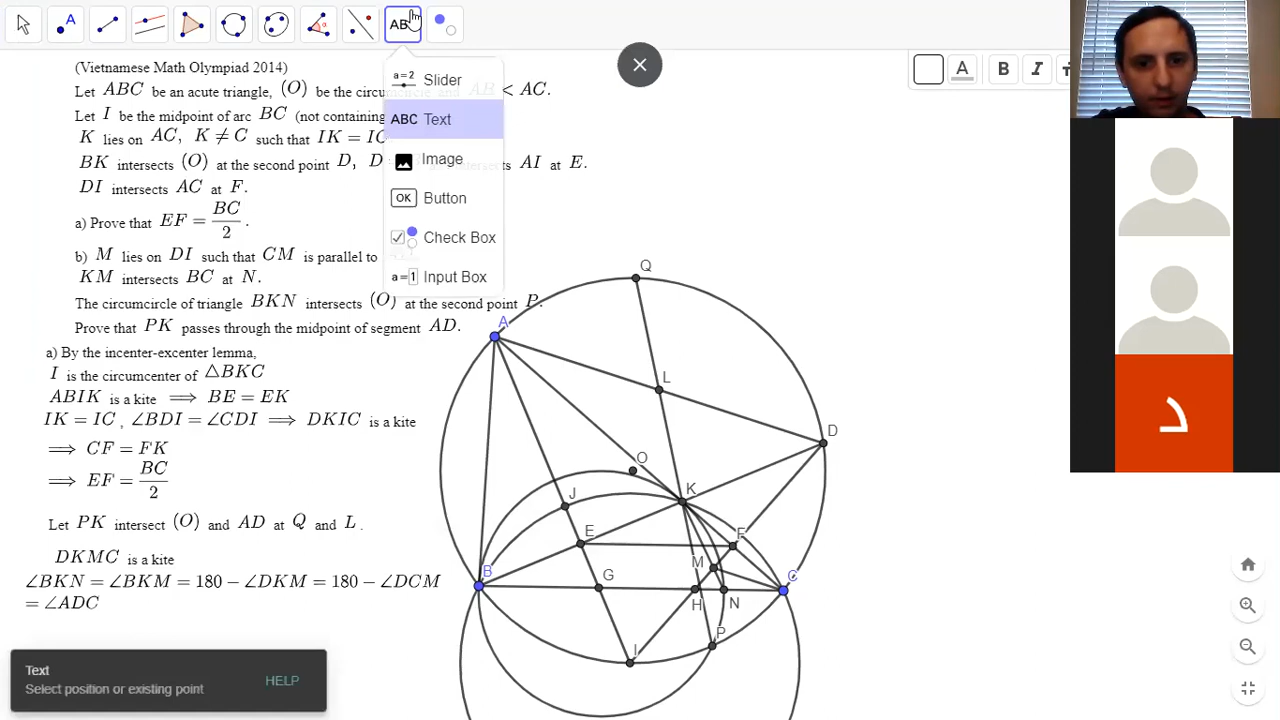 ABC
(Vietnamese Math Olympiad 2014)
Let ABC be an acute triangle, (O) be the circumcircle and AB < AC.
Let I be the midpoint of arc BC (not containing
K lies on AC, K ≠ C such that IK = IC
BK intersects (O) at the second point D, D intersects AI at E.
DI intersects AC at F.
a) Prove that EF = BC/2 .
b) M lies on DI such that CM is parallel to
KM intersects BC at N.
The circumcircle of triangle BKN intersects (O) at the second point P.
Prove that PK passes through the midpoint of segment AD.
a) By the incenter-excenter lemma,
I is the circumcenter of △BKC
ABIK is a kite ⟹ BE = EK
IK = IC , ∠BDI = ∠CDI ⟹ DKIC is a kite
⟹ CF = FK
⟹ EF = BC/2
Let PK intersect (O) and AD at Q and L .
DKMC is a kite
∠BKN = ∠BKM = 180 − ∠DKM = 180 − ∠DCM
= ∠ADC
a=2 Slider
ABC Text
Image
OK Button
Check Box
a=1 Input Box
A
B
I
Q
A
L
D
O
K
J
E
F
M
B
G
C
H
N
P
I
Text
Select position or existing point
HELP
A
α
ד